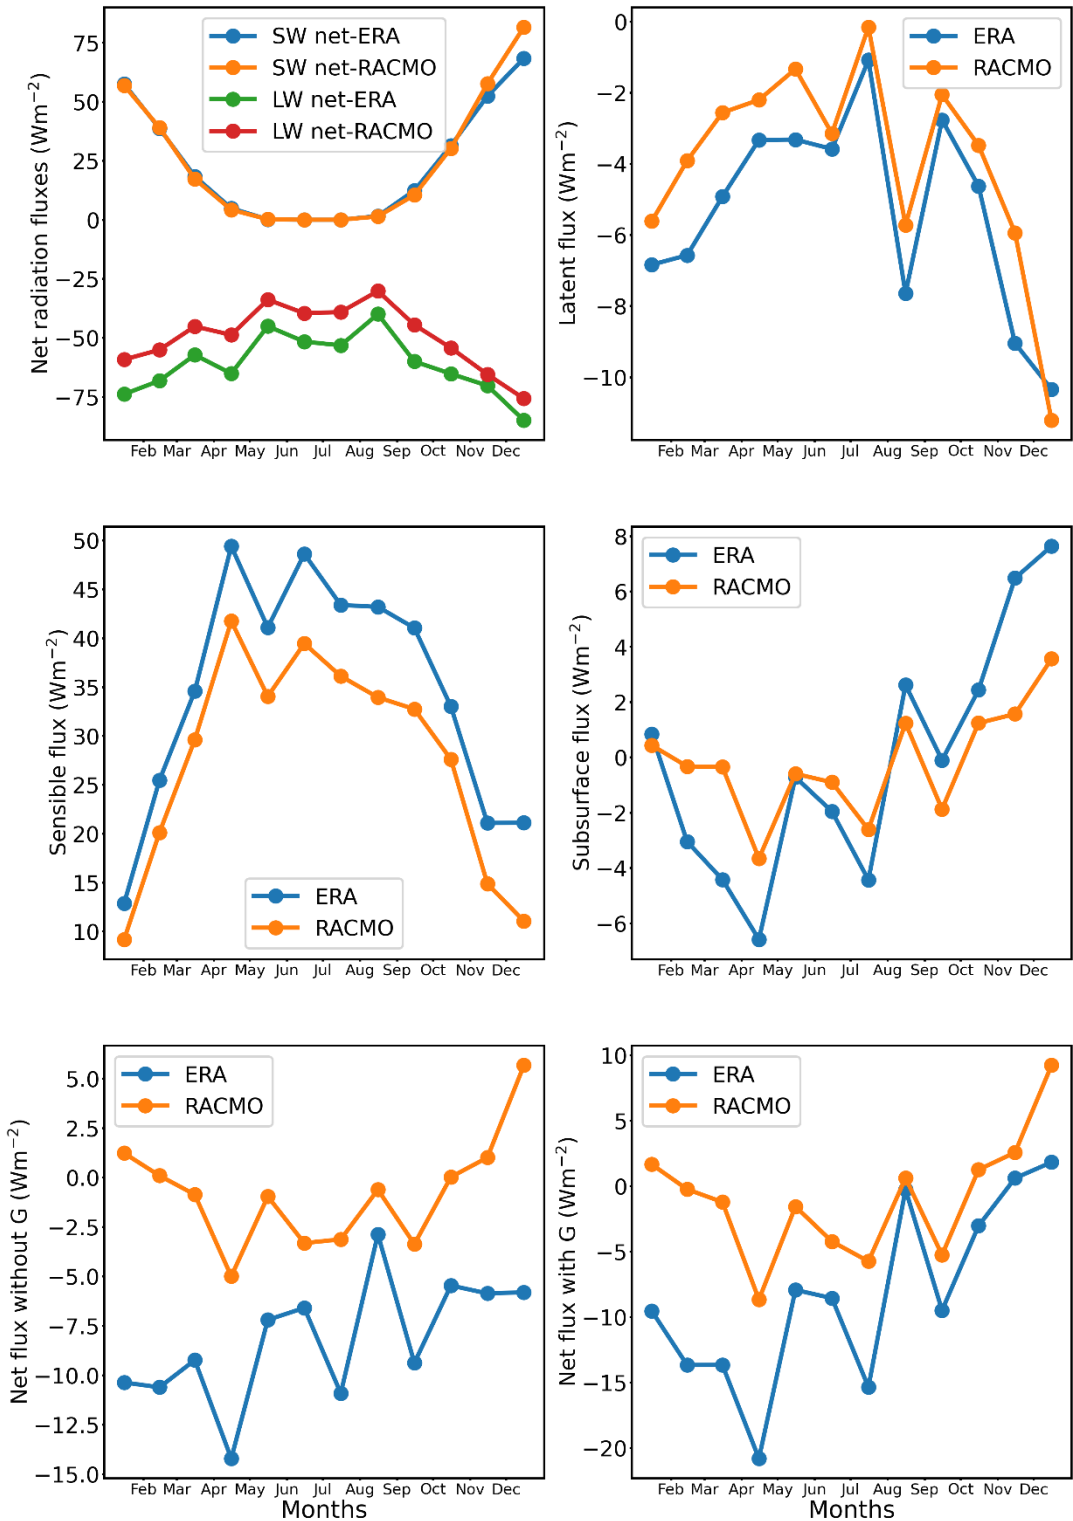 Net radiation fluxes (Wm−2)
75
50
25
0
−25
−50
−75
SW net-ERA
SW net-RACMO
LW net-ERA
LW net-RACMO
Feb Mar Apr May Jun Jul Aug Sep Oct Nov Dec
Latent flux (Wm−2)
0
−2
−4
−6
−8
−10
ERA
RACMO
Feb Mar Apr May Jun Jul Aug Sep Oct Nov Dec
Sensible flux (Wm−2)
50
45
40
35
30
25
20
15
10
ERA
RACMO
Feb Mar Apr May Jun Jul Aug Sep Oct Nov Dec
Subsurface flux (Wm−2)
8
6
4
2
0
−2
−4
−6
ERA
RACMO
Feb Mar Apr May Jun Jul Aug Sep Oct Nov Dec
Net flux without G (Wm−2)
5.0
2.5
0.0
−2.5
−5.0
−7.5
−10.0
−12.5
−15.0
ERA
RACMO
Feb Mar Apr May Jun Jul Aug Sep Oct Nov Dec
Months
Net flux with G (Wm−2)
10
5
0
−5
−10
−15
−20
ERA
RACMO
Feb Mar Apr May Jun Jul Aug Sep Oct Nov Dec
Months